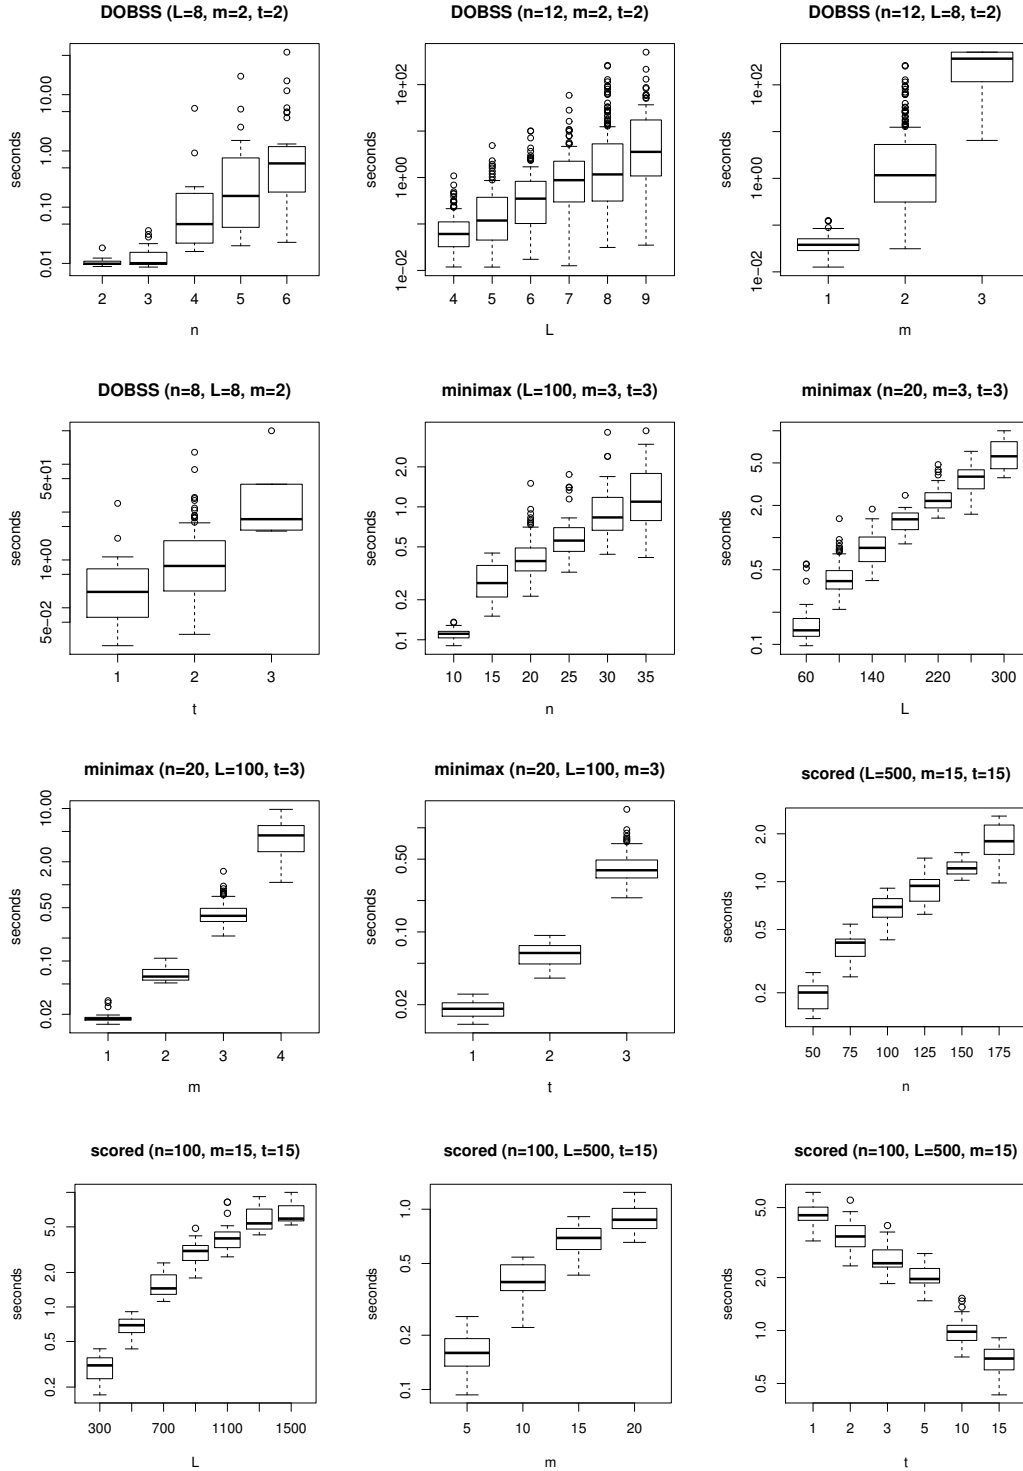 DOBSS (L=8, m=2, t=2)
seconds
0.01 0.10 1.00 10.00
2 3 4 5 6
n
DOBSS (n=12, m=2, t=2)
seconds
1e−02 1e+00 1e+02
4 5 6 7 8 9
L
DOBSS (n=12, L=8, t=2)
seconds
1e−02 1e+00 1e+02
1 2 3
m
DOBSS (n=8, L=8, m=2)
seconds
5e−02 1e+00 5e+01
1 2 3
t
minimax (L=100, m=3, t=3)
seconds
0.1 0.2 0.5 1.0 2.0
10 15 20 25 30 35
n
minimax (n=20, m=3, t=3)
seconds
0.1 0.5 2.0 5.0
60 140 220 300
L
minimax (n=20, L=100, t=3)
seconds
0.02 0.10 0.50 2.00 10.00
1 2 3 4
m
minimax (n=20, L=100, m=3)
seconds
0.02 0.10 0.50
1 2 3
t
scored (L=500, m=15, t=15)
seconds
0.2 0.5 1.0 2.0
50 75 100 125 150 175
n
scored (n=100, m=15, t=15)
seconds
0.2 0.5 1.0 2.0 5.0
300 700 1100 1500
L
scored (n=100, L=500, t=15)
seconds
0.1 0.2 0.5 1.0
5 10 15 20
m
scored (n=100, L=500, m=15)
seconds
0.5 1.0 2.0 5.0
1 2 3 5 10 15
t